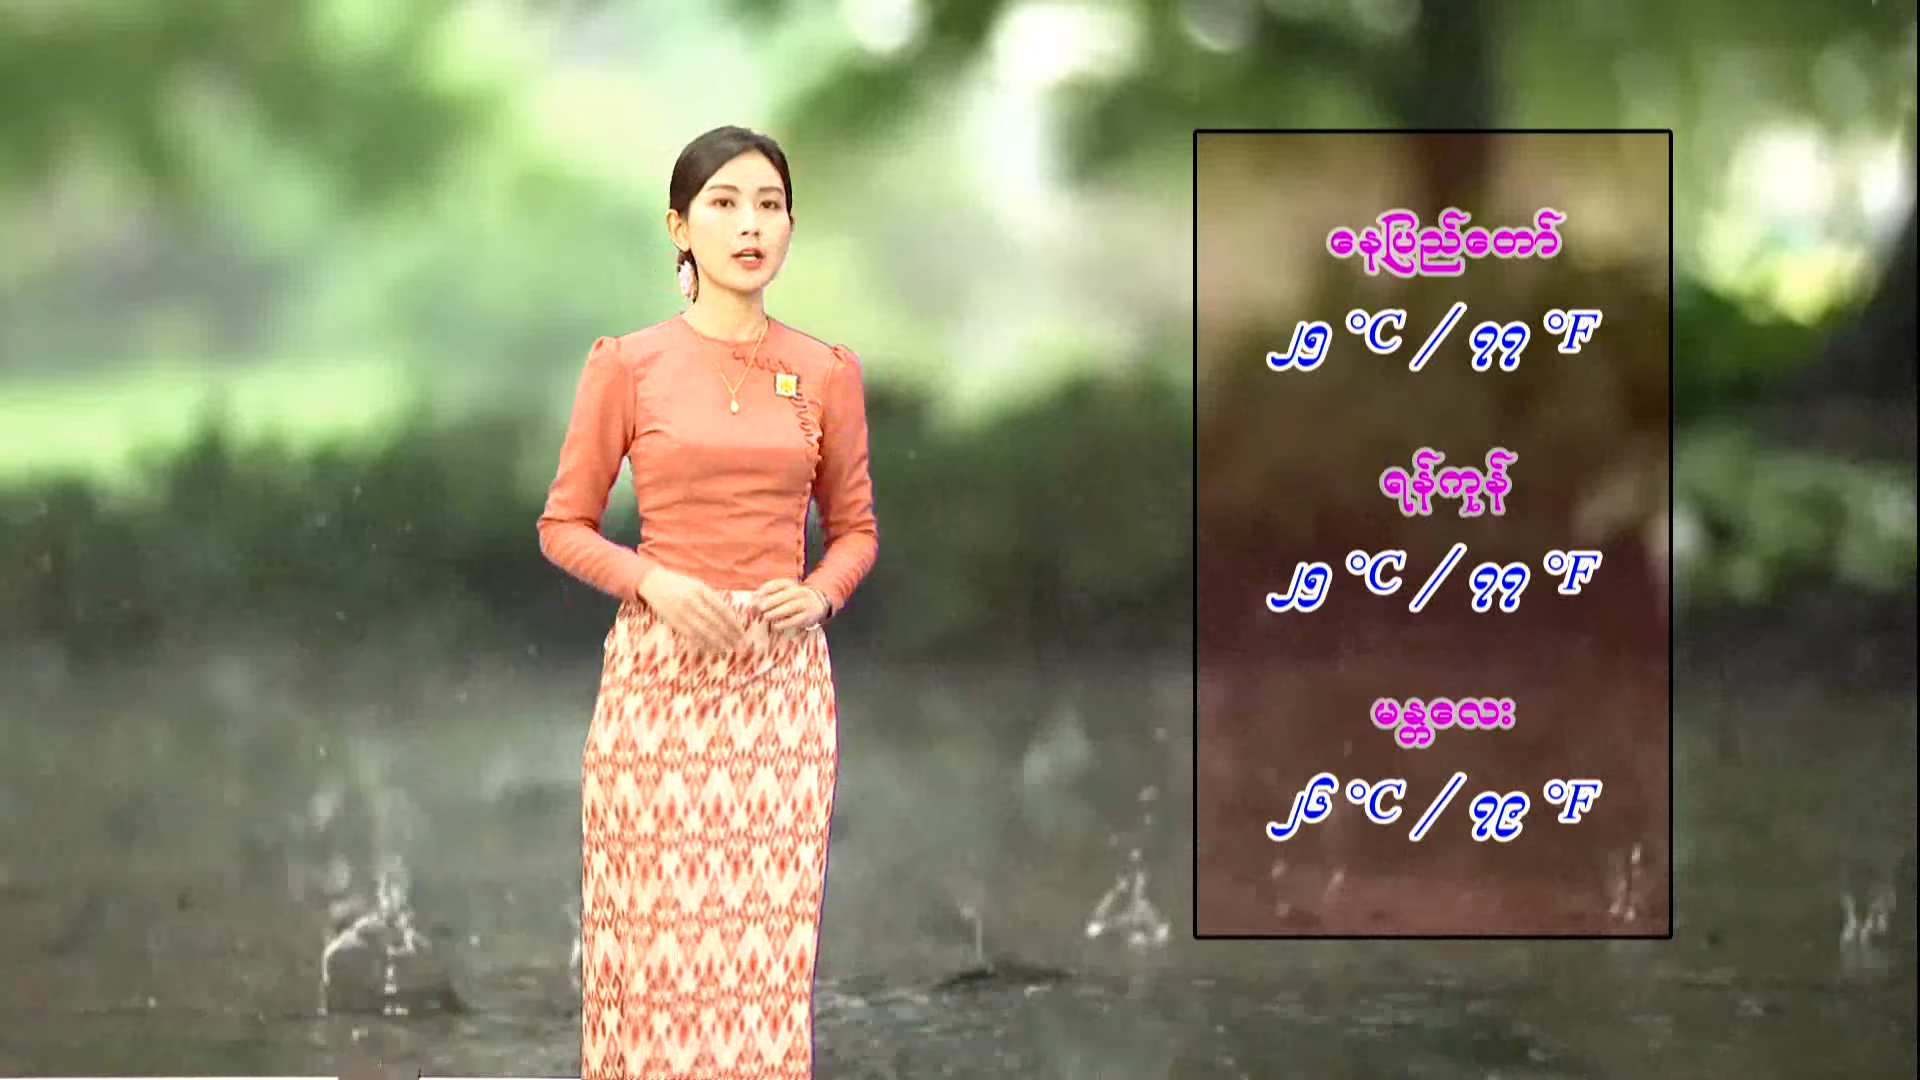 နေပြည်တော်
၂၅ °C / ၇၇ °F
ရန်ကုန်
၂၅ °C / ၇၇ °F
မန္တလေး
၂၆ °C / ၇၉ °F